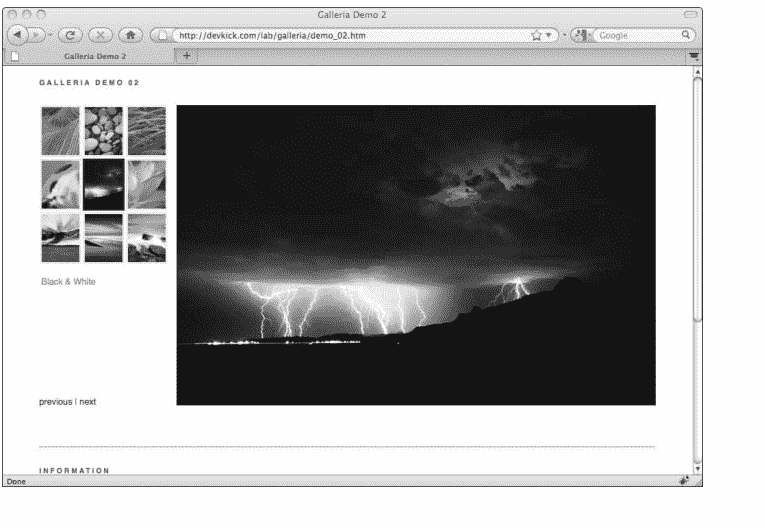 Galleria Demo 2
http://devkick.com/lab/galleria/demo_02.htm
Google
Galleria Demo 2
GALLERIA DEMO 02
Black & White
previous | next
INFORMATION
Done